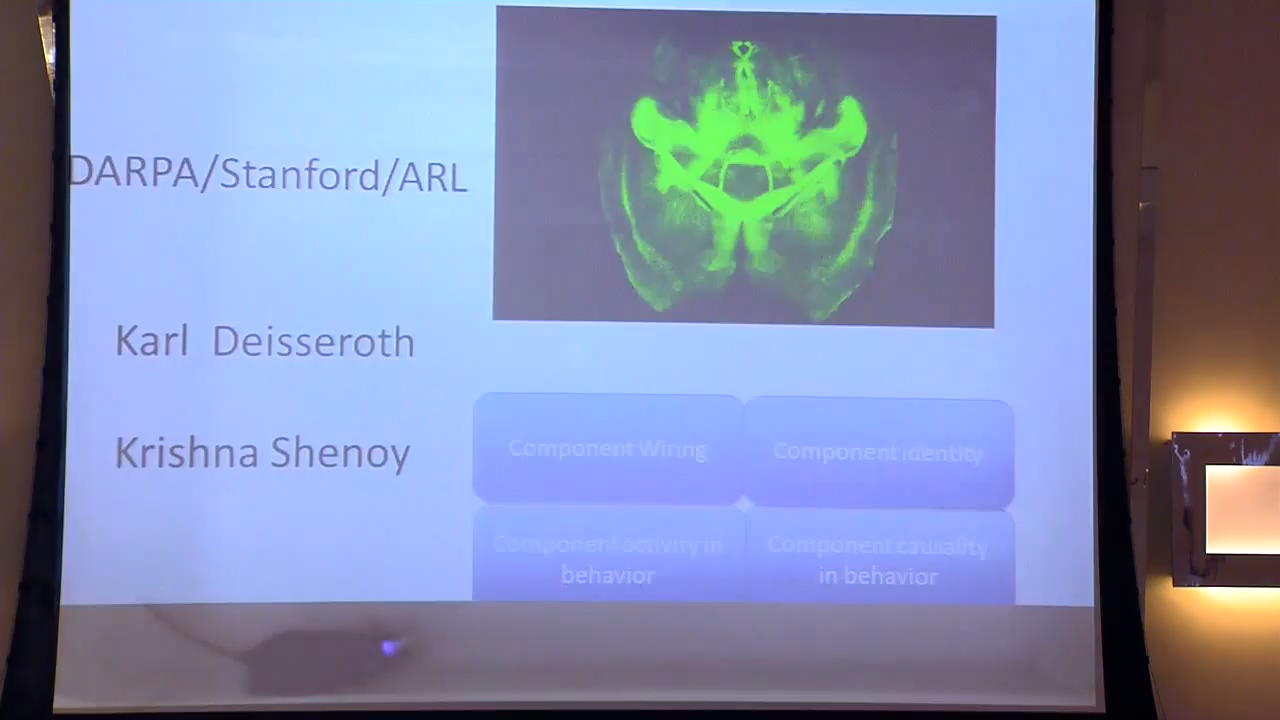 DARPA/Stanford/ARL
Karl Deisseroth
Krishna Shenoy
Component Wiring
Component identity
Component activity in
behavior
Component causality
in behavior